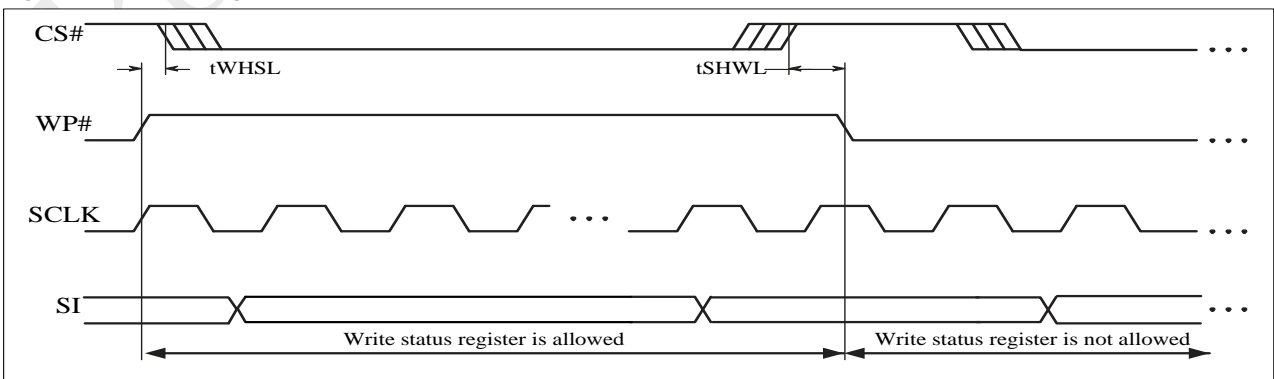 CS#
tWHSL
tSHWL
WP#
SCLK
SI
Write status register is allowed
Write status register is not allowed